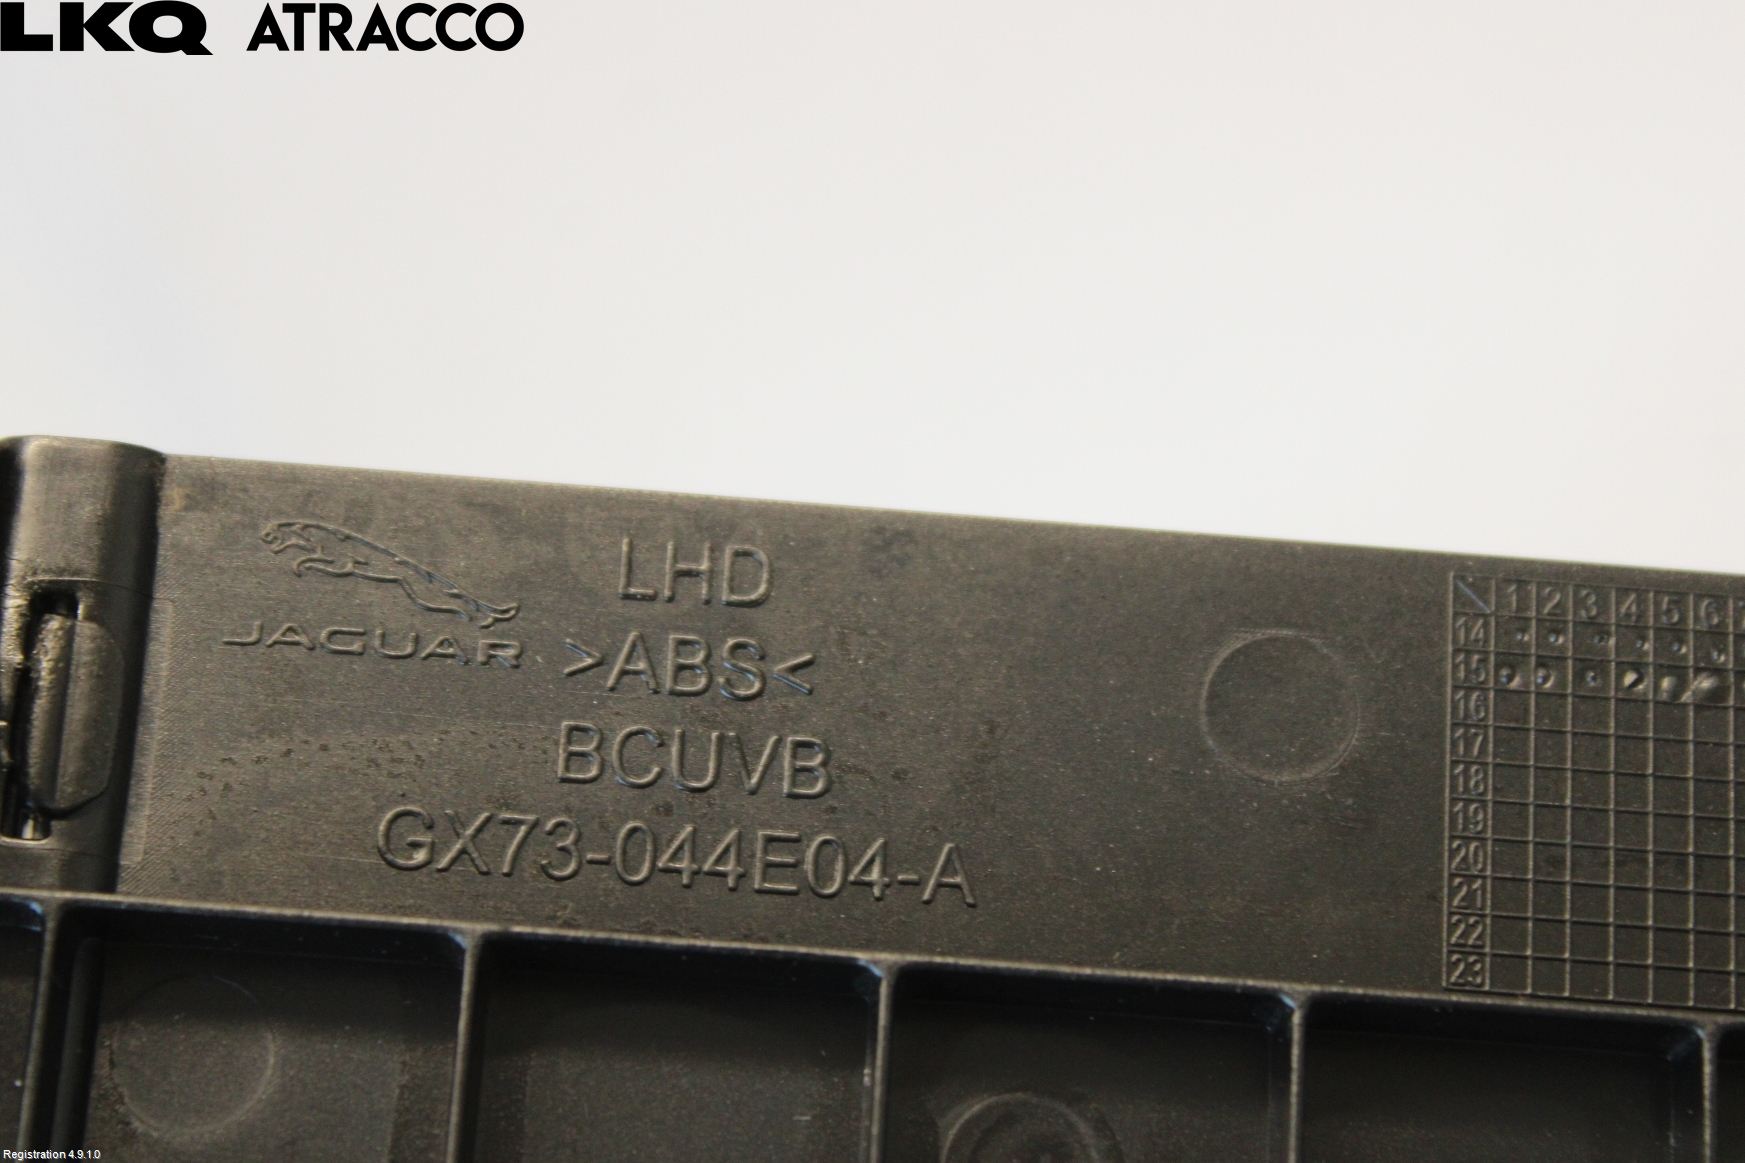 LKQ ATRACCO
JAGUAR
LHD
>ABS<
BCUVB
GX73-044E04-A
1 2 3 4 5 6
14
15
16
17
18
19
20
21
22
23
Registration 4.9.1.0